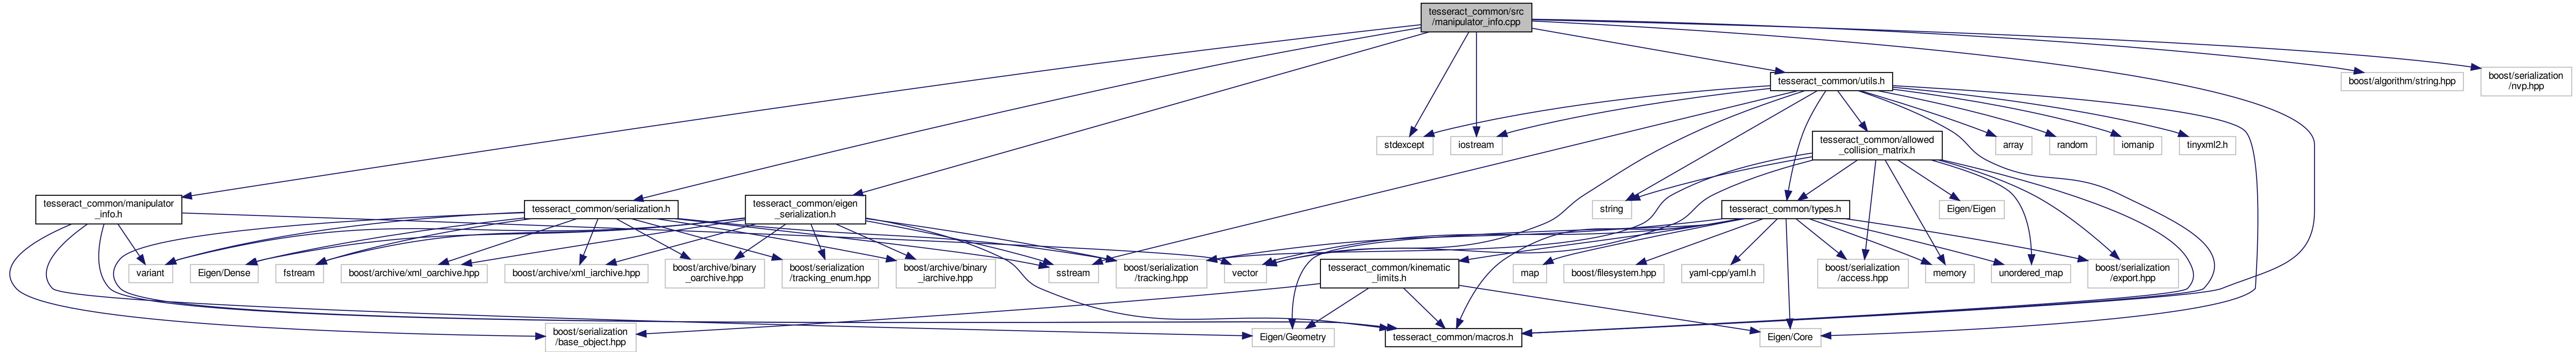 tesseract_common/src
/manipulator_info.cpp
tesseract_common/utils.h
boost/algorithm/string.hpp
boost/serialization
/nvp.hpp
stdexcept
iostream
tesseract_common/allowed
_collision_matrix.h
array
random
iomanip
tinyxml2.h
tesseract_common/manipulator
_info.h
tesseract_common/serialization.h
tesseract_common/eigen
_serialization.h
string
tesseract_common/types.h
Eigen/Eigen
variant
Eigen/Dense
fstream
boost/archive/xml_oarchive.hpp
boost/archive/xml_iarchive.hpp
boost/archive/binary
_oarchive.hpp
boost/serialization
/tracking_enum.hpp
boost/archive/binary
_iarchive.hpp
sstream
boost/serialization
/tracking.hpp
vector
tesseract_common/kinematic
_limits.h
map
boost/filesystem.hpp
yaml-cpp/yaml.h
boost/serialization
/access.hpp
memory
unordered_map
boost/serialization
/export.hpp
boost/serialization
/base_object.hpp
Eigen/Geometry
tesseract_common/macros.h
Eigen/Core